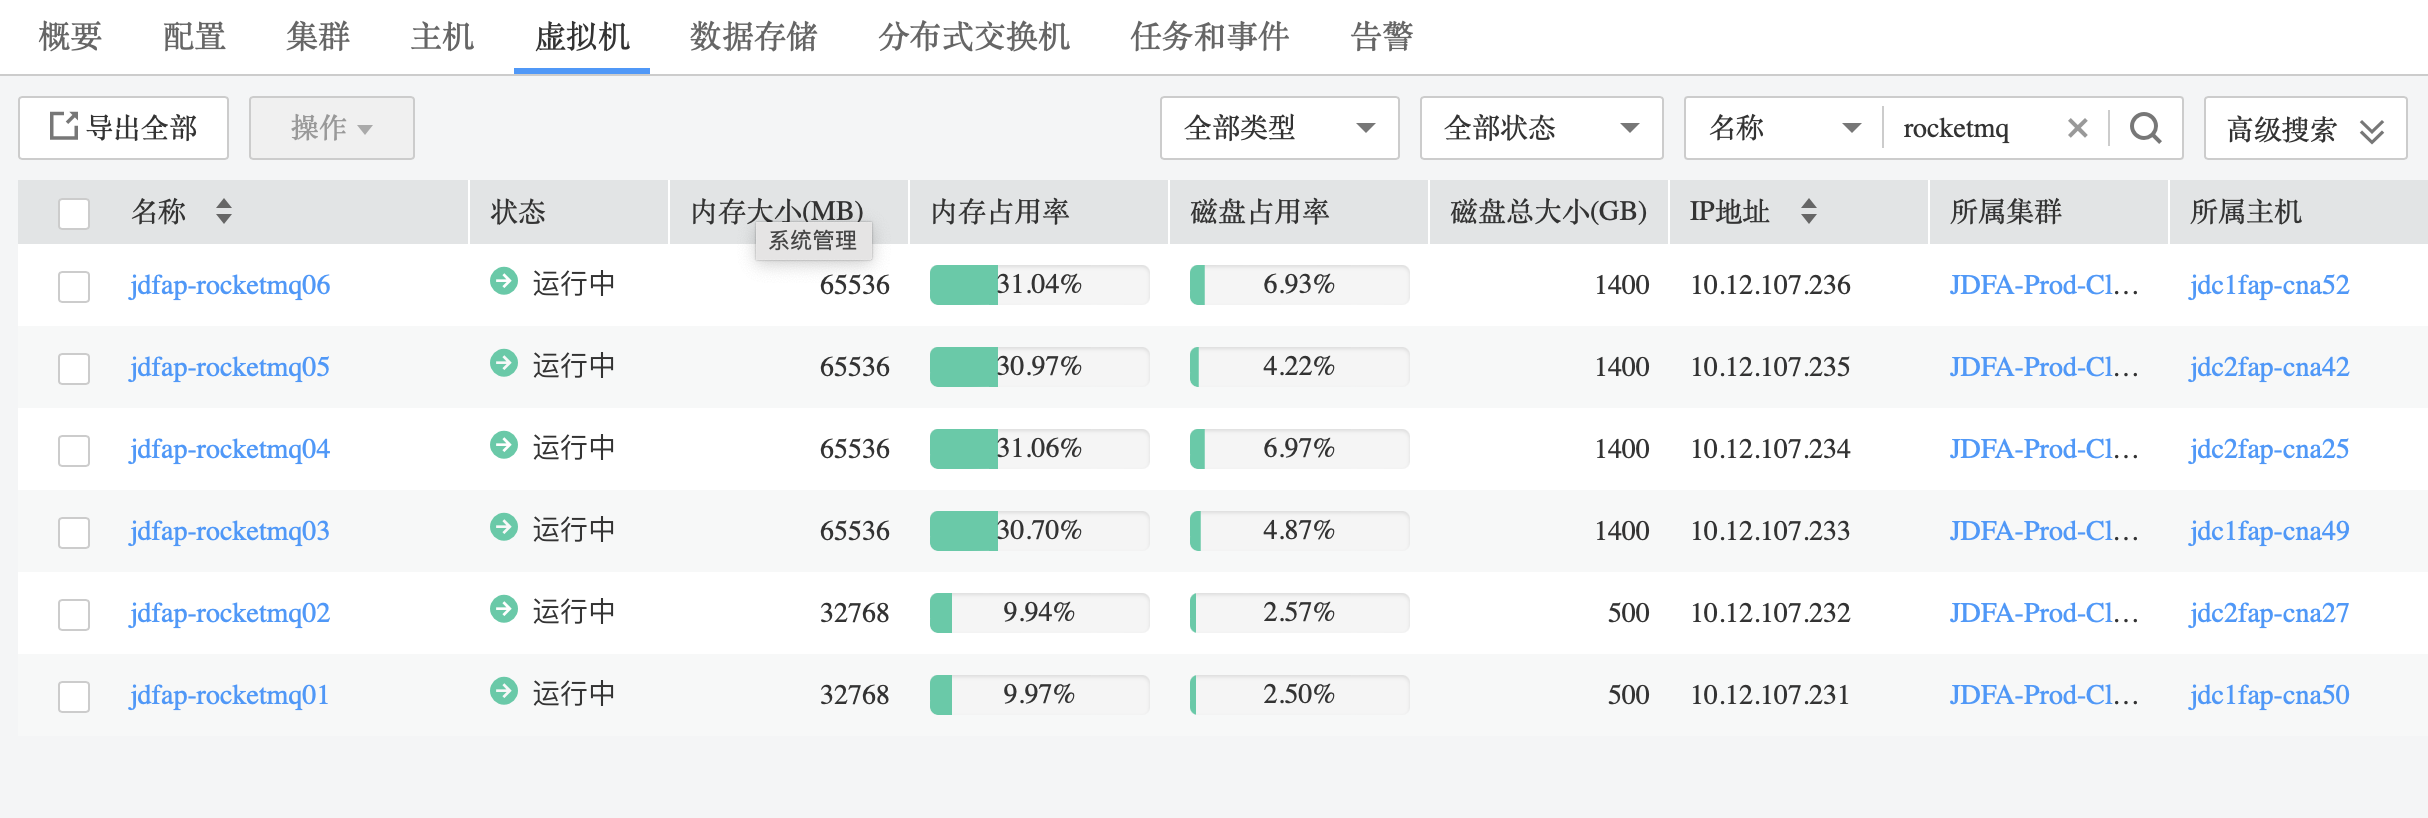 概要 配置 集群 主机 虚拟机 数据存储 分布式交换机 任务和事件 告警
导出全部 操作 全部类型 全部状态 名称 rocketmq 高级搜索
名称 状态 内存大小(MB) 内存占用率 磁盘占用率 磁盘总大小(GB) IP地址 所属集群 所属主机
系统管理
jdfap-rocketmq06 运行中 65536 31.04% 6.93% 1400 10.12.107.236 JDFA-Prod-Cl... jdc1fap-cna52
jdfap-rocketmq05 运行中 65536 30.97% 4.22% 1400 10.12.107.235 JDFA-Prod-Cl... jdc2fap-cna42
jdfap-rocketmq04 运行中 65536 31.06% 6.97% 1400 10.12.107.234 JDFA-Prod-Cl... jdc2fap-cna25
jdfap-rocketmq03 运行中 65536 30.70% 4.87% 1400 10.12.107.233 JDFA-Prod-Cl... jdc1fap-cna49
jdfap-rocketmq02 运行中 32768 9.94% 2.57% 500 10.12.107.232 JDFA-Prod-Cl... jdc2fap-cna27
jdfap-rocketmq01 运行中 32768 9.97% 2.50% 500 10.12.107.231 JDFA-Prod-Cl... jdc1fap-cna50